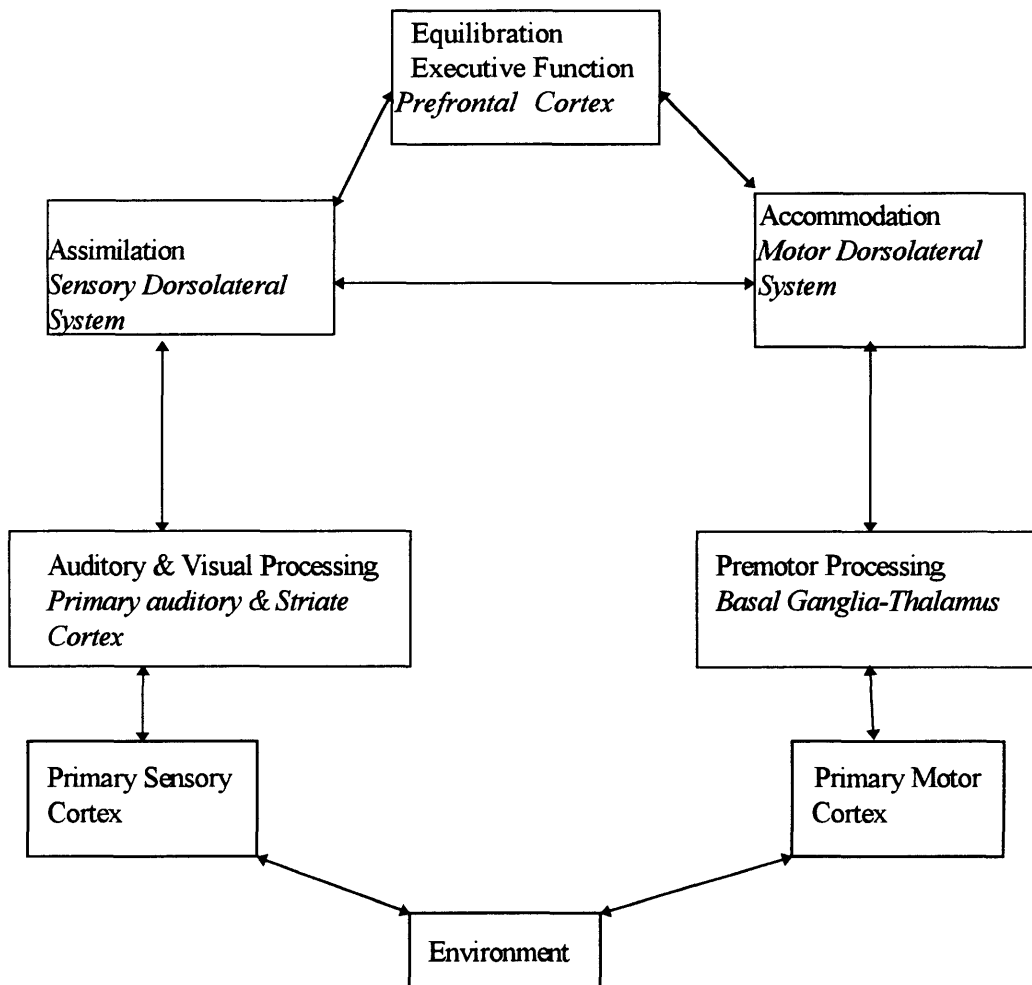 Equilibration
Executive Function
Prefrontal Cortex
Assimilation
Sensory Dorsolateral
System
Accommodation
Motor Dorsolateral
System
Auditory & Visual Processing
Primary auditory & Striate
Cortex
Premotor Processing
Basal Ganglia-Thalamus
Primary Sensory
Cortex
Primary Motor
Cortex
Environment